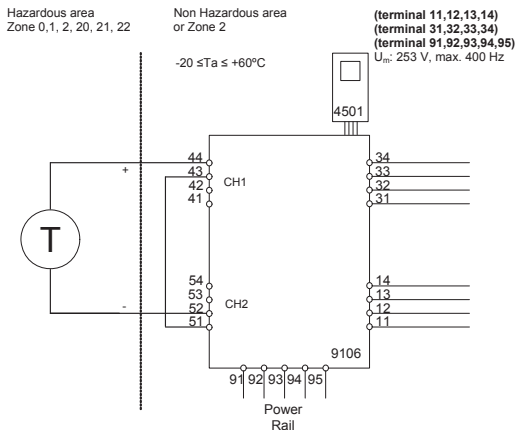 Hazardous area
Zone 0,1, 2, 20, 21, 22
Non Hazardous area
or Zone 2
-20 ≤Ta ≤ +60ºC
(terminal 11,12,13,14)
(terminal 31,32,33,34)
(terminal 91,92,93,94,95)
Um: 253 V, max. 400 Hz
4501
44
43
42
41
CH1
34
33
32
31
+
T
-
54
53
52
51
CH2
14
13
12
11
9106
91 92 93 94 95
Power
Rail